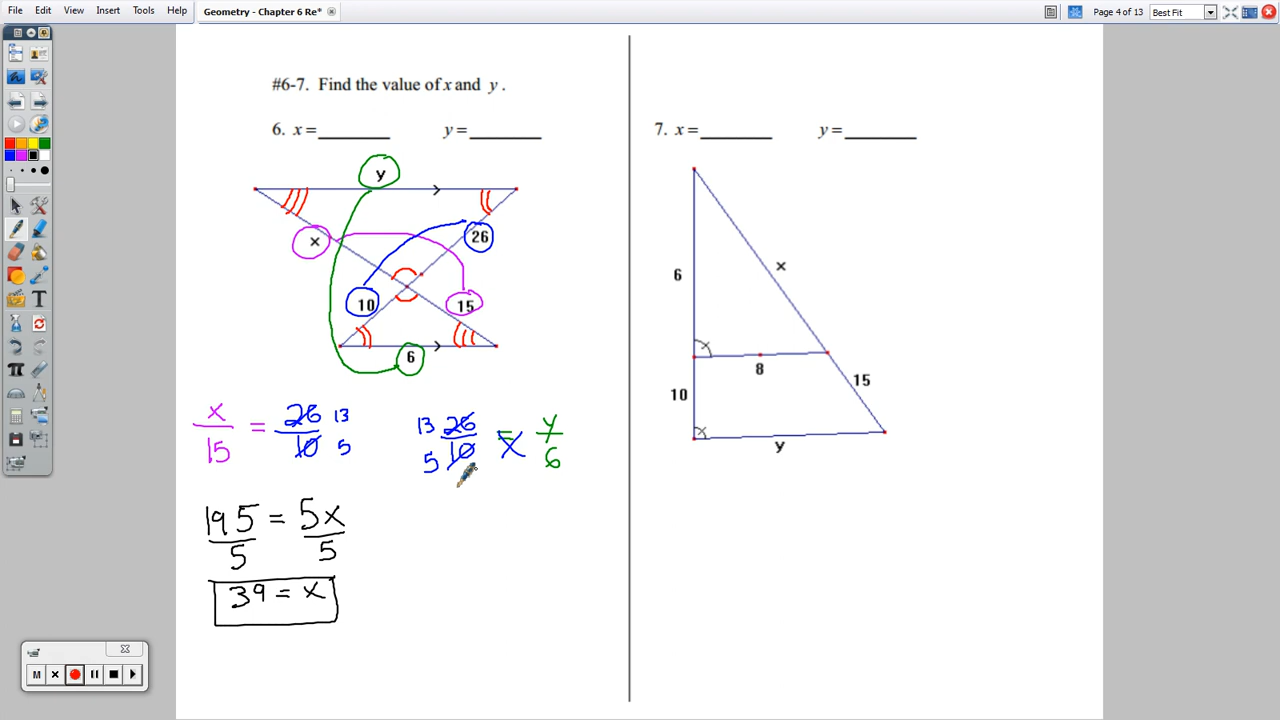 File Edit View Insert Tools Help
Geometry - Chapter 6 Re*
Page 4 of 13
Best Fit
#6-7. Find the value of x and y .
6. x = ________ y = ________
y
x
26
10
15
6
x/15 = 26/10 13/5
13/5 26/10 = y/6
195/5 = 5x/5
39 = x
7. x = ________ y = ________
6
x
x
8
10
15
x
y
M